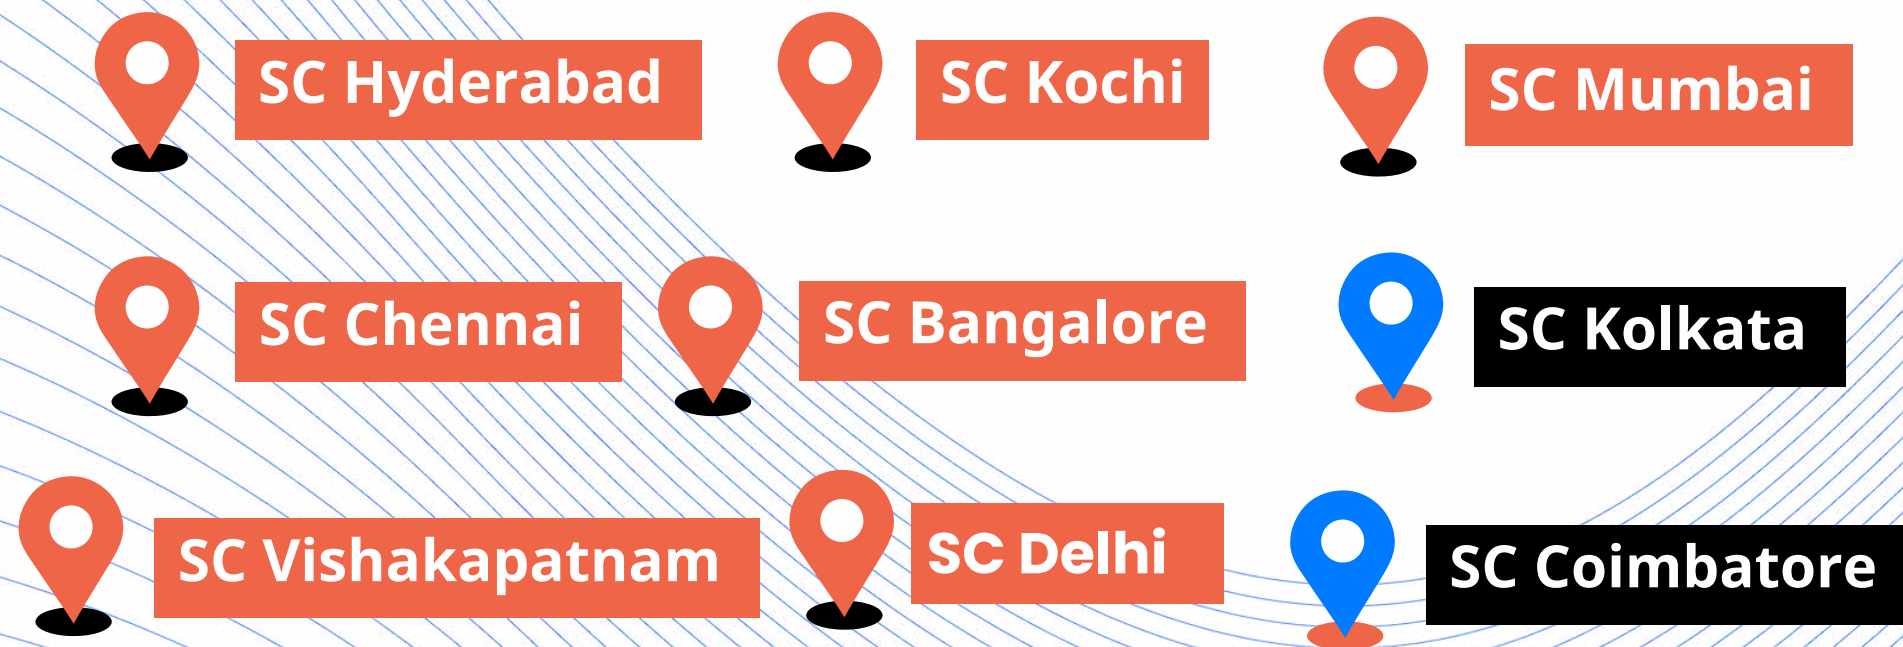 SC Hyderabad
SC Kochi
SC Mumbai
SC Chennai
SC Bangalore
SC Kolkata
SC Vishakapatnam
SC Delhi
SC Coimbatore